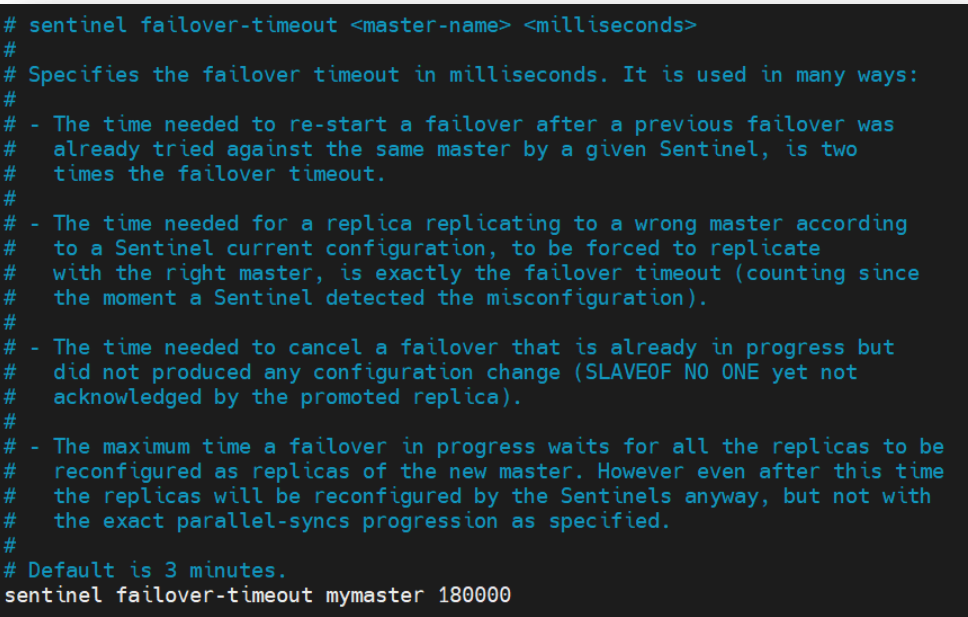 # sentinel failover-timeout <master-name> <milliseconds>
#
# Specifies the failover timeout in milliseconds. It is used in many ways:
#
# - The time needed to re-start a failover after a previous failover was
#   already tried against the same master by a given Sentinel, is two
#   times the failover timeout.
#
# - The time needed for a replica replicating to a wrong master according
#   to a Sentinel current configuration, to be forced to replicate
#   with the right master, is exactly the failover timeout (counting since
#   the moment a Sentinel detected the misconfiguration).
#
# - The time needed to cancel a failover that is already in progress but
#   did not produced any configuration change (SLAVEOF NO ONE yet not
#   acknowledged by the promoted replica).
#
# - The maximum time a failover in progress waits for all the replicas to be
#   reconfigured as replicas of the new master. However even after this time
#   the replicas will be reconfigured by the Sentinels anyway, but not with
#   the exact parallel-syncs progression as specified.
#
# Default is 3 minutes.
sentinel failover-timeout mymaster 180000